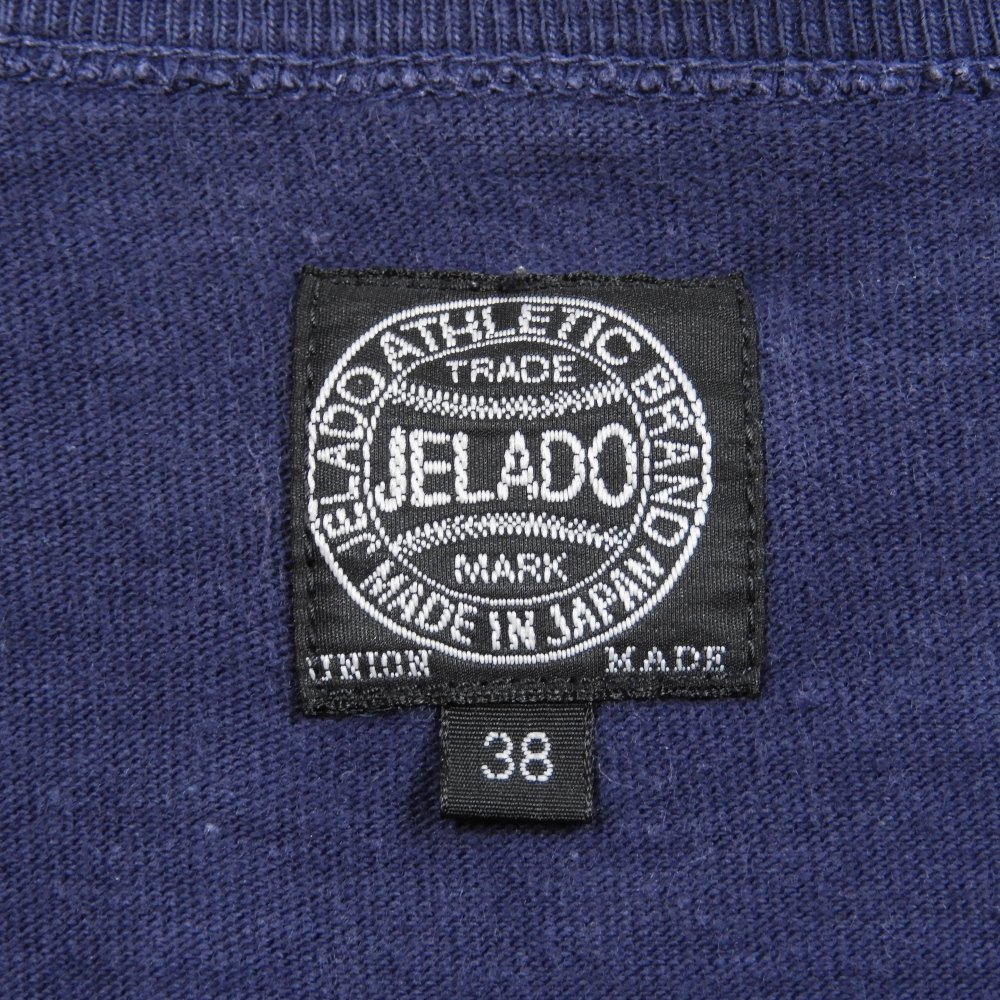 JELADO ATHLETIC BRAND
TRADE
JELADO
MARK
MADE IN JAPAN
UNION MADE
38